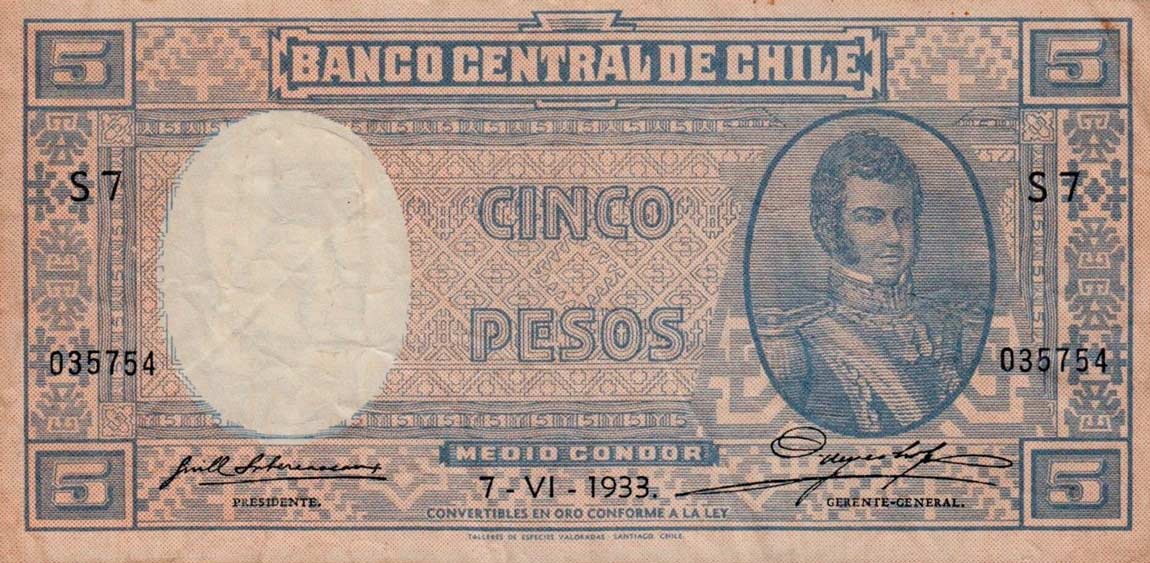 5 BANCO CENTRAL DE CHILE 5
S 7 S 7
CINCO
PESOS
035754 035754
MEDIO CONDOR
5 7 - VI - 1933. 5
PRESIDENTE. GERENTE-GENERAL.
CONVERTIBLES EN ORO CONFORME A LA LEY
TALLERES DE ESPECIES VALORADAS - SANTIAGO, CHILE.